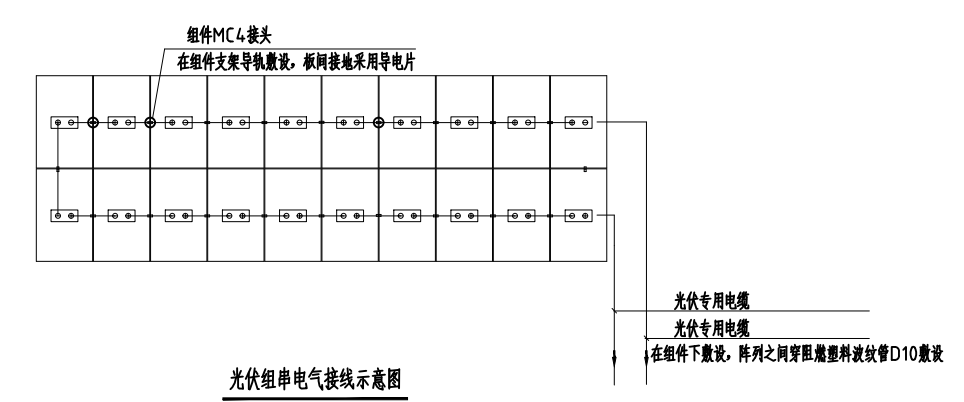 组件MC4接头
在组件支架导轨敷设，板间接地采用导电片
光伏专用电缆
光伏专用电缆
在组件下敷设，阵列之间穿阻燃塑料波纹管D10敷设
光伏组串电气接线示意图